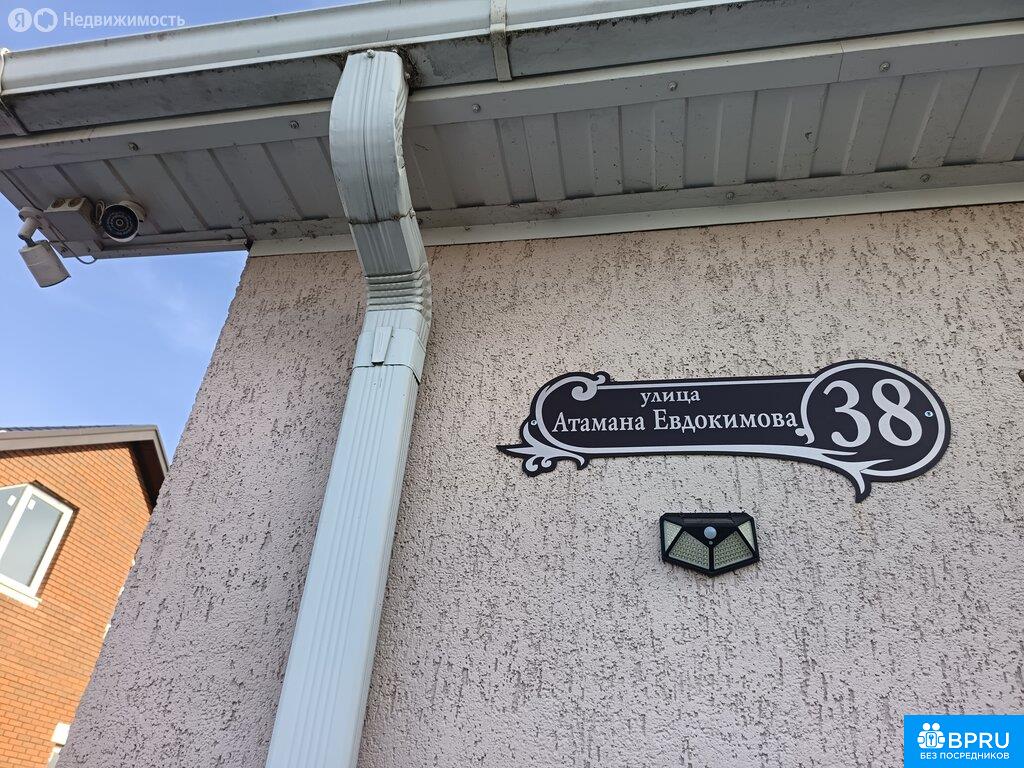 Я Недвижимость
улица
Атамана Евдокимова
38
BPRU
БЕЗ ПОСРЕДНИКОВ